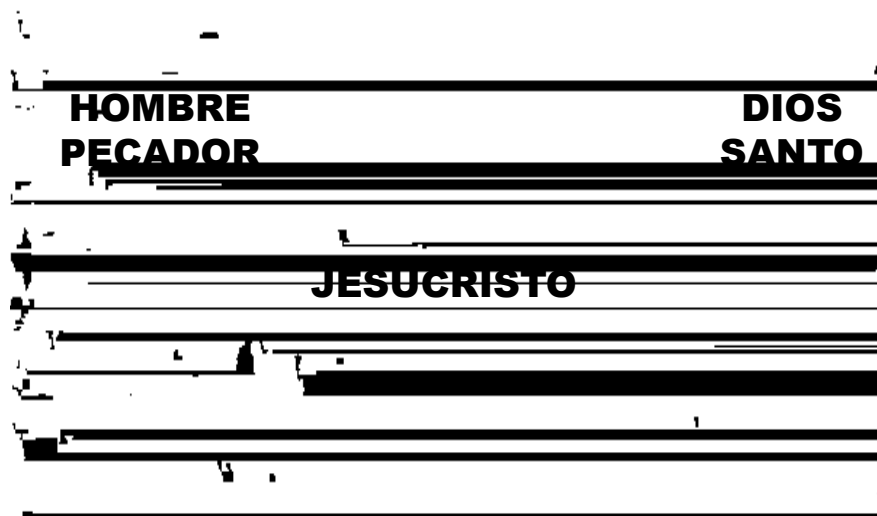 HOMBRE
PECADOR
DIOS
SANTO
JESUCRISTO